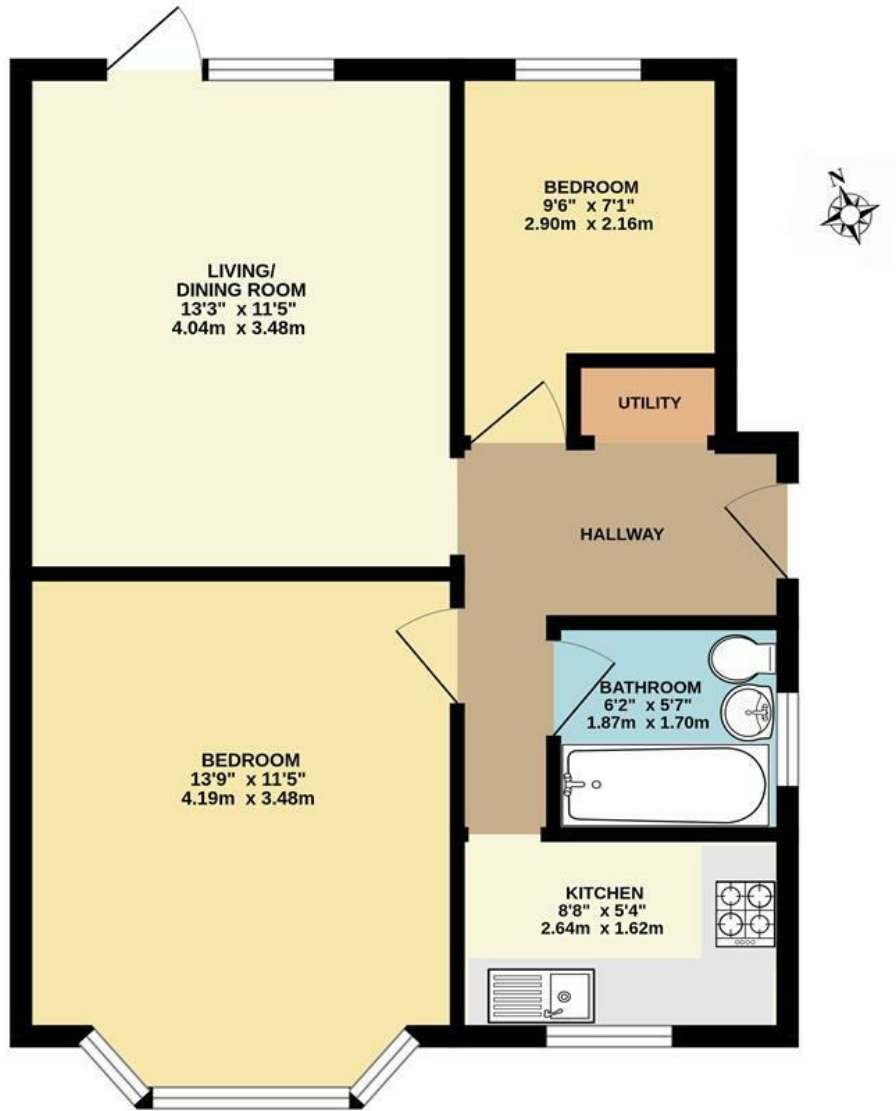 BEDROOM
9'6" x 7'1"
2.90m x 2.16m
N
LIVING/
DINING ROOM
13'3" x 11'5"
4.04m x 3.48m
UTILITY
HALLWAY
BATHROOM
6'2" x 5'7"
1.87m x 1.70m
BEDROOM
13'9" x 11'5"
4.19m x 3.48m
KITCHEN
8'8" x 5'4"
2.64m x 1.62m